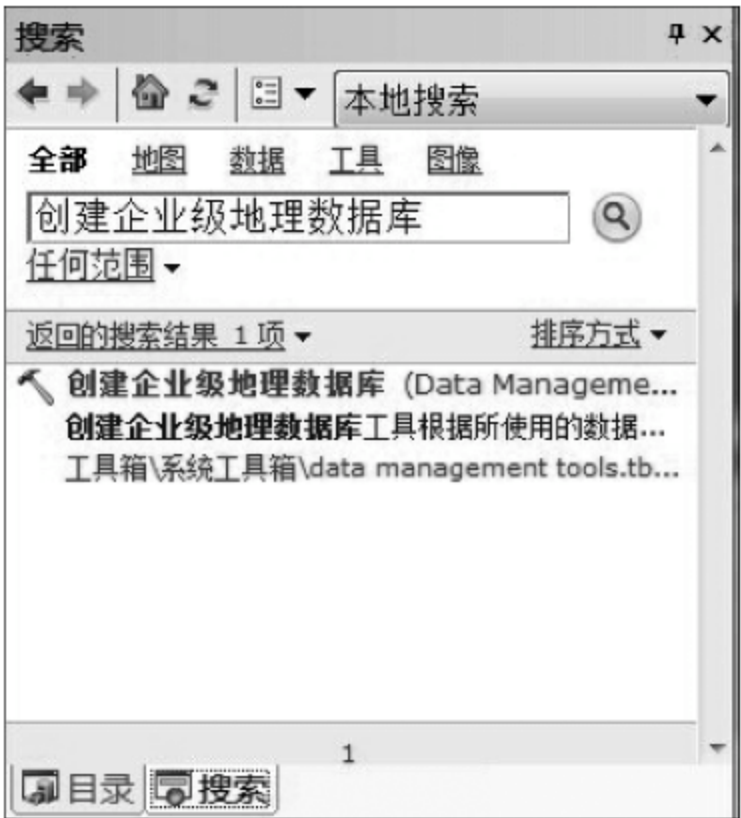 搜索
本地搜索
全部 地图 数据 工具 图像
创建企业级地理数据库
任何范围
返回的搜索结果 1 项 排序方式
创建企业级地理数据库 (Data Manageme...
创建企业级地理数据库工具根据所使用的数据...
工具箱\系统工具箱\data management tools.tb...
1
目录 搜索